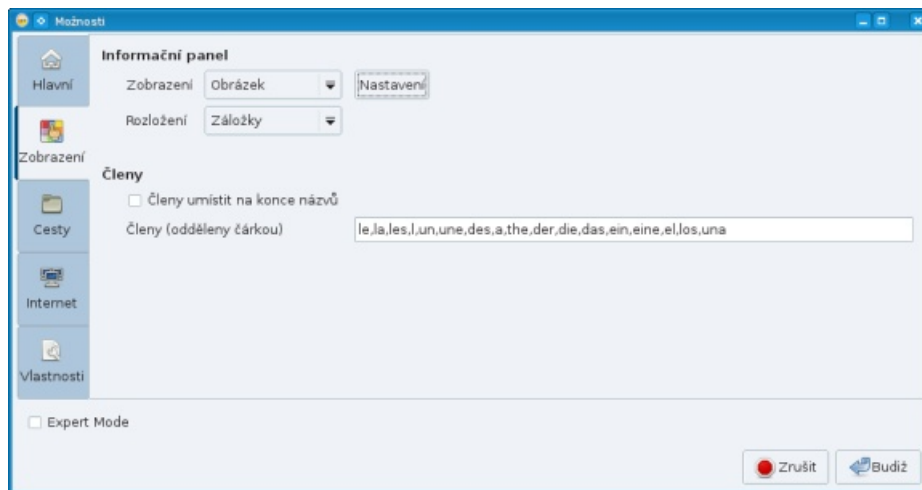 Možnosti
Informační panel
Hlavní
Zobrazení Obrázek Nastavení
Rozložení Záložky
Zobrazení
Členy
Členy umístit na konce názvů
Cesty
Členy (odděleny čárkou) le,la,les,l,un,une,des,a,the,der,die,das,ein,eine,el,los,una
Internet
Vlastnosti
Expert Mode
Zrušit Budiž